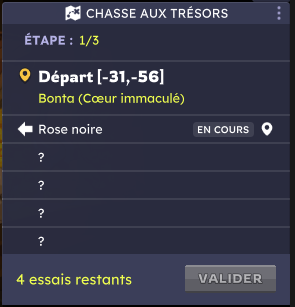 CHASSE AUX TRÉSORS
ÉTAPE : 1/3
Départ [-31,-56]
Bonta (Cœur immaculé)
Rose noire EN COURS
?
?
?
?
4 essais restants VALIDER